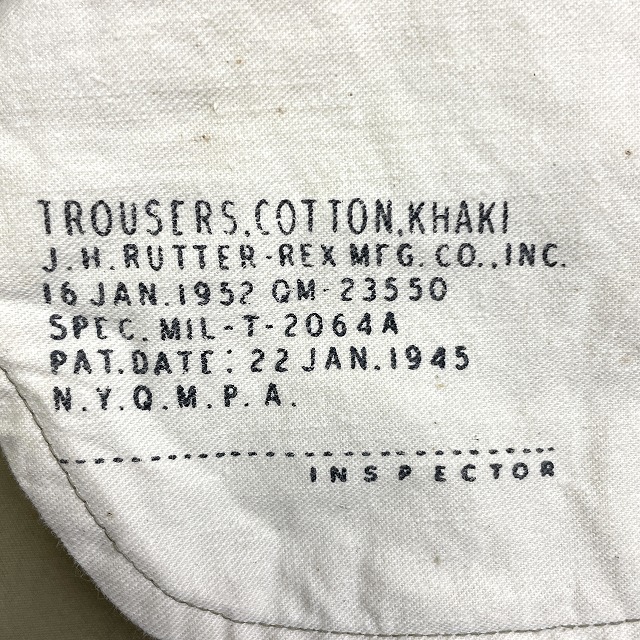 TROUSERS, COTTON, KHAKI
J. H. RUTTER-REX MFG. CO., INC.
16 JAN. 1952 QM-23550
SPEC. MIL-T-2064A
PAT. DATE: 22 JAN. 1945
N. Y. Q. M. P. A.
INSPECTOR